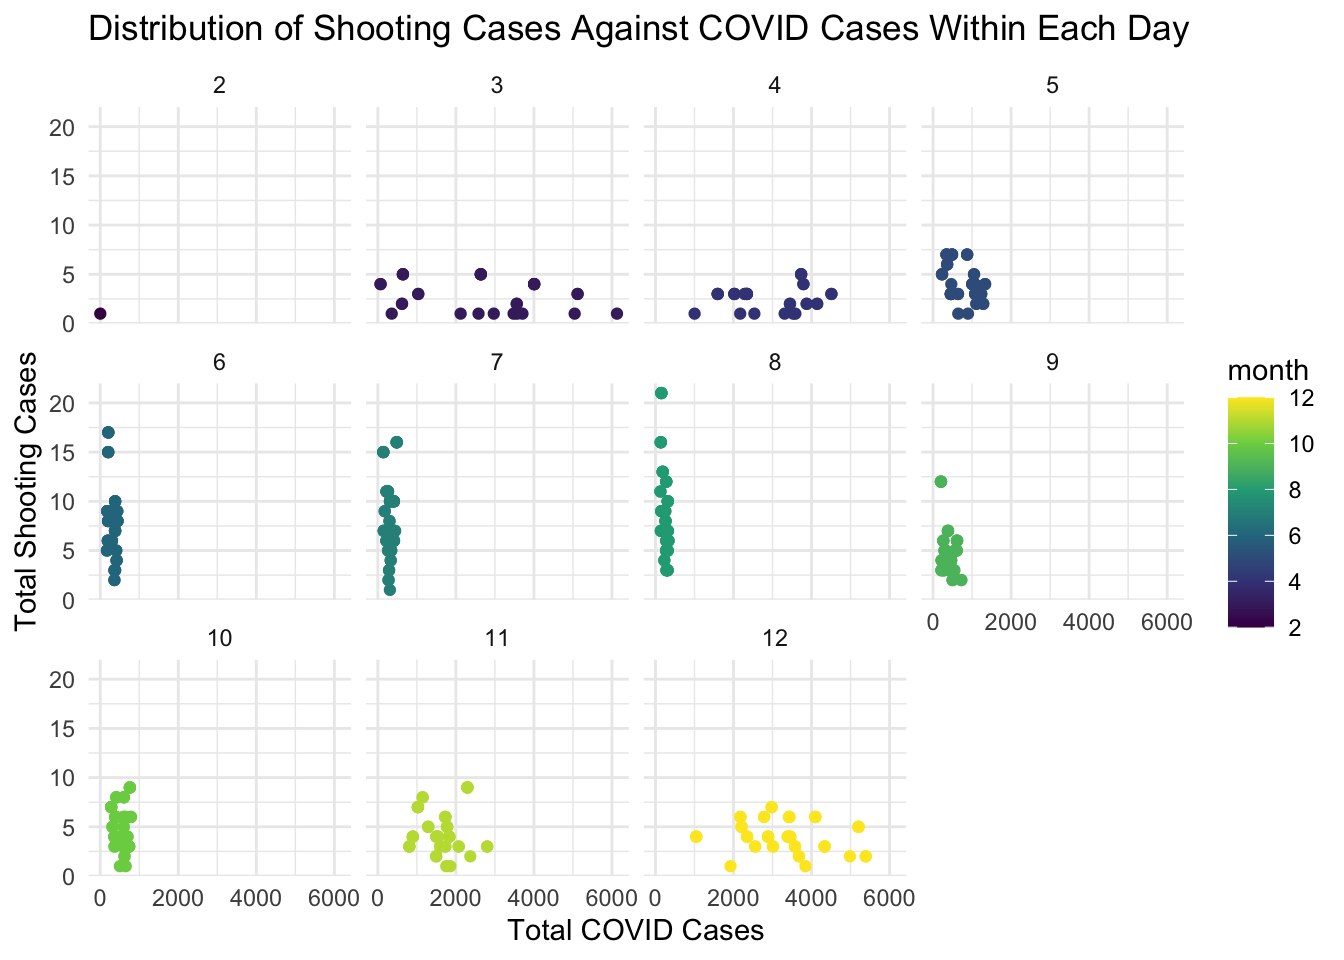 Distribution of Shooting Cases Against COVID Cases Within Each Day
2 3 4 5
20
15
10
5
0
6 7 8 9
20
15
10
5
0
0 2000 4000 6000
10 11 12
20
15
10
5
0
0 2000 4000 6000 0 2000 4000 6000 0 2000 4000 6000
Total COVID Cases
Total Shooting Cases
month
12
10
8
6
4
2